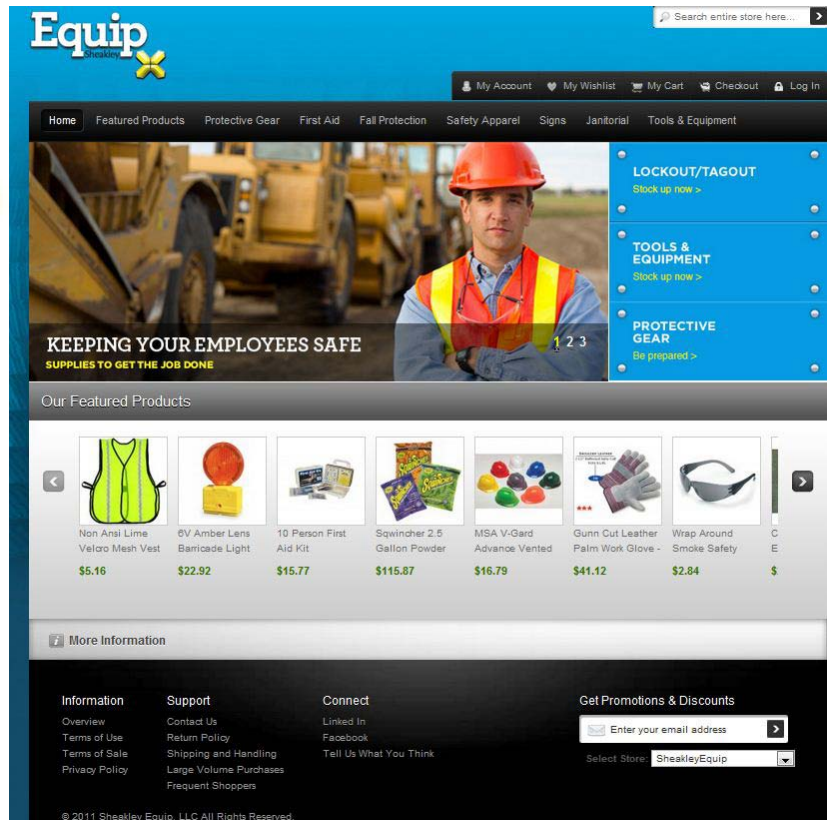 Equip
Sheakley
Search entire store here...
My Account My Wishlist My Cart Checkout Log In
Home Featured Products Protective Gear First Aid Fall Protection Safety Apparel Signs Janitorial Tools & Equipment
LOCKOUT/TAGOUT
Stock up now >
TOOLS &
EQUIPMENT
Stock up now >
PROTECTIVE
GEAR
Be prepared >
KEEPING YOUR EMPLOYEES SAFE
SUPPLIES TO GET THE JOB DONE
1 2 3
Our Featured Products
Non Ansi Lime
Velcro Mesh Vest
$5.16
6V Amber Lens
Barricade Light
$22.92
10 Person First
Aid Kit
$15.77
Sqwincher 2.5
Gallon Powder
$115.87
MSA V-Gard
Advance Vented
$16.79
Gunn Cut Leather
Palm Work Glove -
$41.12
Wrap Around
Smoke Safety
$2.84
C
E
$
More Information
Information
Overview
Terms of Use
Terms of Sale
Privacy Policy
Support
Contact Us
Return Policy
Shipping and Handling
Large Volume Purchases
Frequent Shoppers
Connect
Linked In
Facebook
Tell Us What You Think
Get Promotions & Discounts
Enter your email address
Select Store: SheakleyEquip
© 2011 Sheakley Equip, LLC All Rights Reserved.